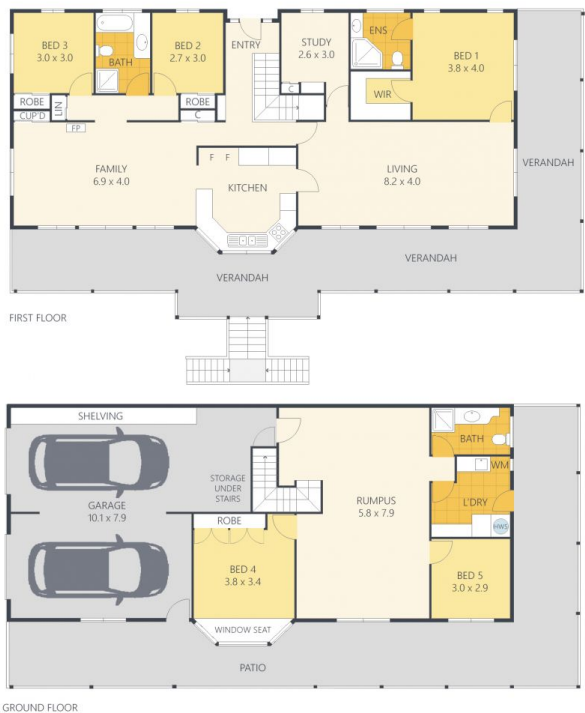 BED 3
3.0 x 3.0
BATH
BED 2
2.7 x 3.0
ENTRY
STUDY
2.6 x 3.0
ENS
BED 1
3.8 x 4.0
WIR
C
ROBE
LIN
ROBE
CUP'D
C
FP
FAMILY
6.9 x 4.0
F F
KITCHEN
LIVING
8.2 x 4.0
VERANDAH
VERANDAH
VERANDAH
FIRST FLOOR
SHELVING
BATH
STORAGE
UNDER
STAIRS
WM
GARAGE
10.1 x 7.9
RUMPUS
5.8 x 7.9
L'DRY
ROBE
HWS
BED 4
3.8 x 3.4
BED 5
3.0 x 2.9
WINDOW SEAT
PATIO
GROUND FLOOR